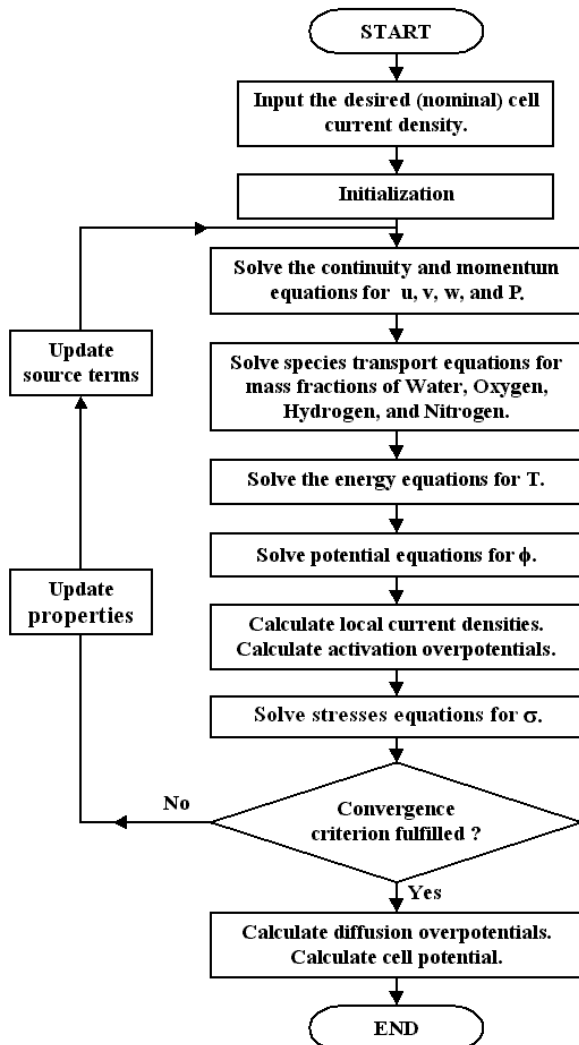 START
Input the desired (nominal) cell
current density.
Initialization
Solve the continuity and momentum
equations for u, v, w, and P.
Update
source terms
Solve species transport equations for
mass fractions of Water, Oxygen,
Hydrogen, and Nitrogen.
Solve the energy equations for T.
Solve potential equations for ϕ.
Update
properties
Calculate local current densities.
Calculate activation overpotentials.
Solve stresses equations for σ.
No
Convergence
criterion fulfilled ?
Yes
Calculate diffusion overpotentials.
Calculate cell potential.
END